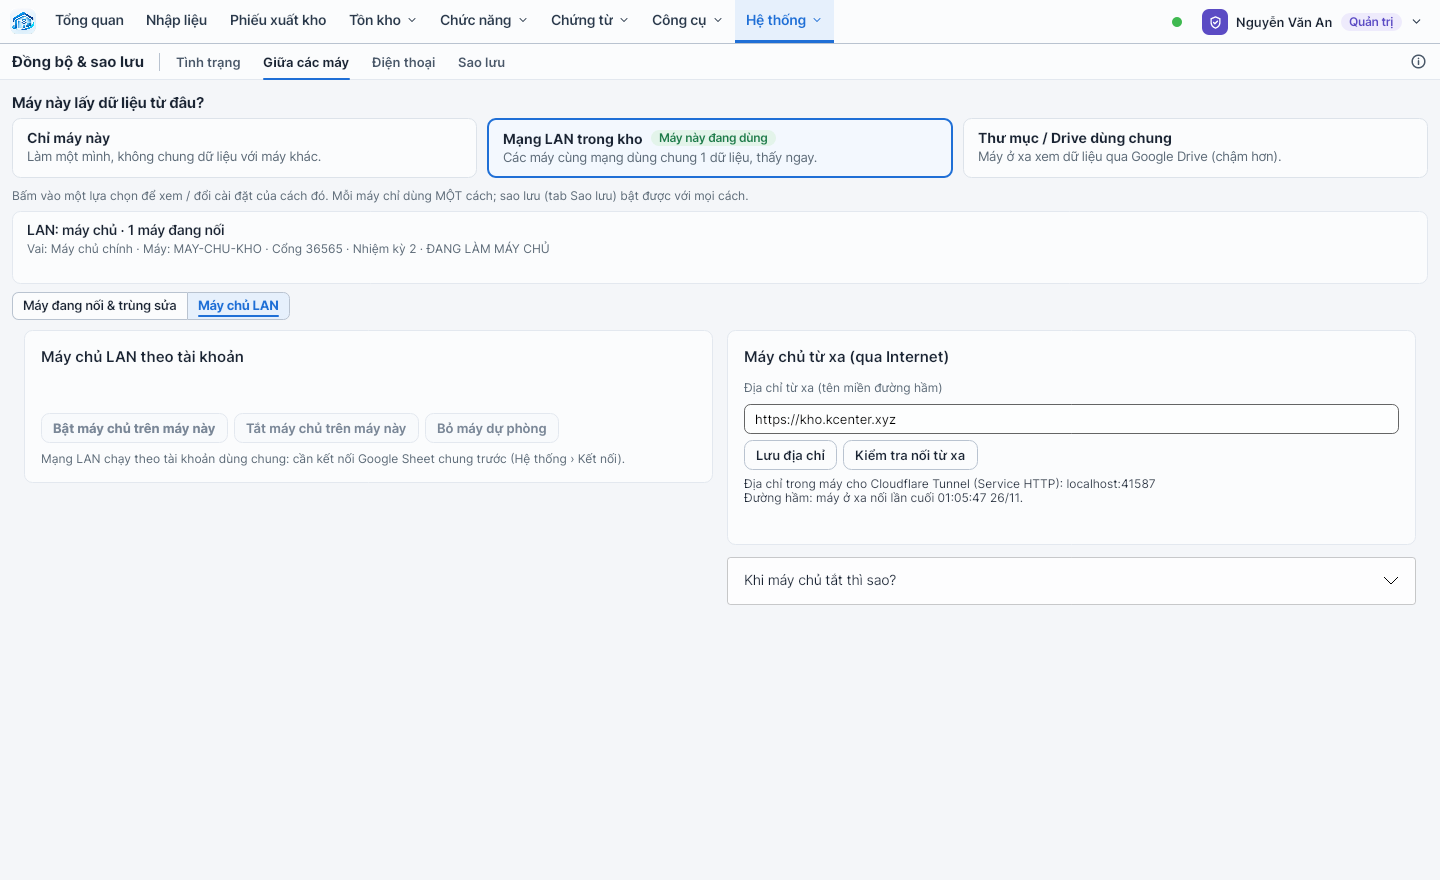 Tổng quan Nhập liệu Phiếu xuất kho Tồn kho Chức năng Chứng từ Công cụ Hệ thống Nguyễn Văn An Quản trị
Đồng bộ & sao lưu Tình trạng Giữa các máy Điện thoại Sao lưu
Máy này lấy dữ liệu từ đâu?
Chỉ máy này
Làm một mình, không chung dữ liệu với máy khác.
Mạng LAN trong kho Máy này đang dùng
Các máy cùng mạng dùng chung 1 dữ liệu, thấy ngay.
Thư mục / Drive dùng chung
Máy ở xa xem dữ liệu qua Google Drive (chậm hơn).
Bấm vào một lựa chọn để xem / đổi cài đặt của cách đó. Mỗi máy chỉ dùng MỘT cách; sao lưu (tab Sao lưu) bật được với mọi cách.
LAN: máy chủ · 1 máy đang nối
Vai: Máy chủ chính · Máy: MAY-CHU-KHO · Cổng 36565 · Nhiệm kỳ 2 · ĐANG LÀM MÁY CHỦ
Máy đang nối & trùng sửa Máy chủ LAN
Máy chủ LAN theo tài khoản
Bật máy chủ trên máy này Tắt máy chủ trên máy này Bỏ máy dự phòng
Mạng LAN chạy theo tài khoản dùng chung: cần kết nối Google Sheet chung trước (Hệ thống › Kết nối).
Máy chủ từ xa (qua Internet)
Địa chỉ từ xa (tên miền đường hầm)
https://kho.kcenter.xyz
Lưu địa chỉ Kiểm tra nối từ xa
Địa chỉ trong máy cho Cloudflare Tunnel (Service HTTP): localhost:41587
Đường hầm: máy ở xa nối lần cuối 01:05:47 26/11.
Khi máy chủ tắt thì sao?